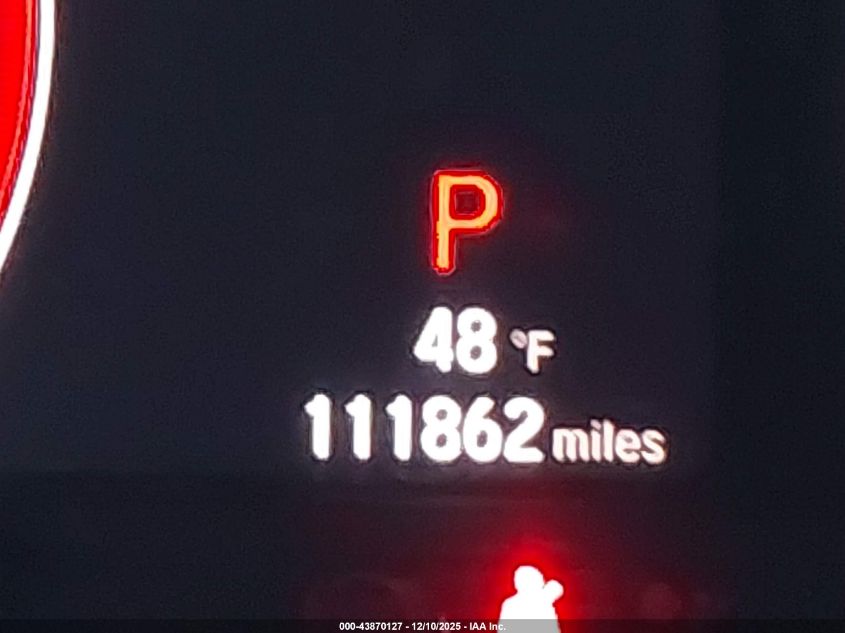 P
48 °F
111862 miles
000-43870127 - 12/10/2025 - IAA Inc.